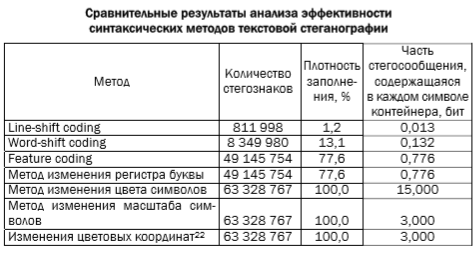 Сравнительные результаты анализа эффективности
синтаксических методов текстовой стеганографии
Метод
Количество
стегознаков
Плотность
заполне-
ния, %
Часть
стегосообщения,
содержащаяся
в каждом символе
контейнера, бит
Line-shift coding 811 998 1,2 0,013
Word-shift coding 8 349 980 13,1 0,132
Feature coding 49 145 754 77,6 0,776
Метод изменения регистра буквы 49 145 754 77,6 0,776
Метод изменения цвета символов 63 328 767 100,0 15,000
Метод изменения масштаба сим-
волов 63 328 767 100,0 3,000
Изменения цветовых координат²² 63 328 767 100,0 3,000